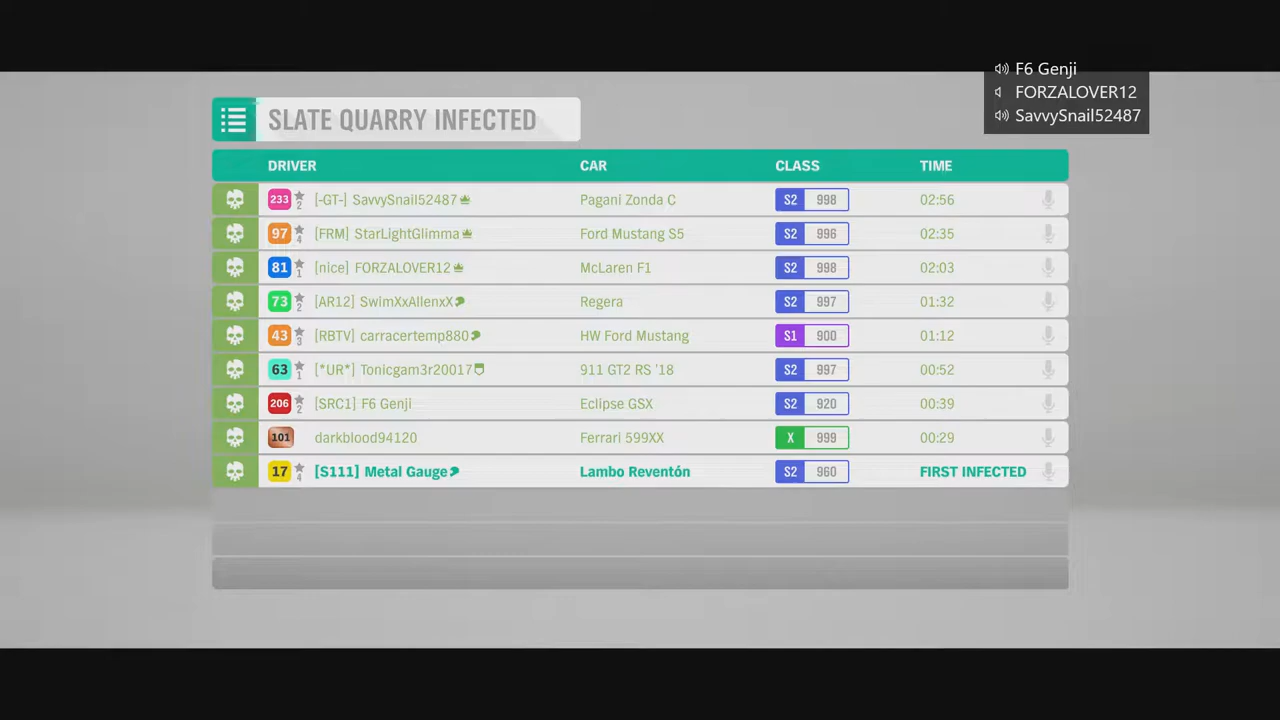 F6 Genji
FORZALOVER12
SavvySnail52487
SLATE QUARRY INFECTED
DRIVER CAR CLASS TIME
233 2 [-GT-] SavvySnail52487 Pagani Zonda C S2 998 02:56
97 4 [FRM] StarLightGlimma Ford Mustang S5 S2 996 02:35
81 1 [nice] FORZALOVER12 McLaren F1 S2 998 02:03
73 2 [AR12] SwimXxAllenxX Regera S2 997 01:32
43 3 [RBTV] carracertemp880 HW Ford Mustang S1 900 01:12
63 1 [*UR*] Tonicgam3r20017 911 GT2 RS '18 S2 997 00:52
206 2 [SRC1] F6 Genji Eclipse GSX S2 920 00:39
101 darkblood94120 Ferrari 599XX X 999 00:29
17 4 [S111] Metal Gauge Lambo Reventón S2 960 FIRST INFECTED